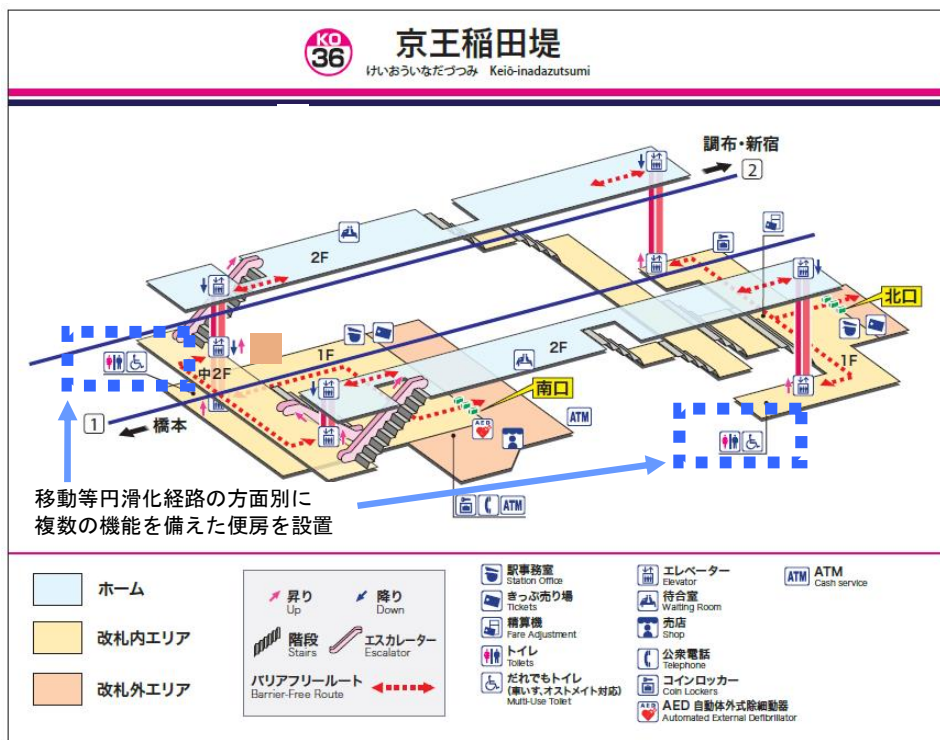 KO
36
京王稲田堤
けいおういなだづつみ Keiō-inadazutsumi
調布・新宿
2
2F
北口
1F
2F
1F
中2F
南口
ATM
AED
1
橋本
ATM
移動等円滑化経路の方面別に
複数の機能を備えた便房を設置
ホーム
改札内エリア
改札外エリア
昇り
Up
降り
Down
階段
Stairs
エスカレーター
Escalator
バリアフリールート
Barrier-Free Route
駅事務室
Station Office
きっぷ売り場
Tickets
精算機
Fare Adjustment
トイレ
Toilets
だれでもトイレ
(車いす、オストメイト対応)
Multi-Use Toilet
エレベーター
Elevator
待合室
Waiting Room
売店
Shop
公衆電話
Telephone
コインロッカー
Coin Lockers
AED
AED 自動体外式除細動器
Automated External Defibrillator
ATM
ATM
Cash service